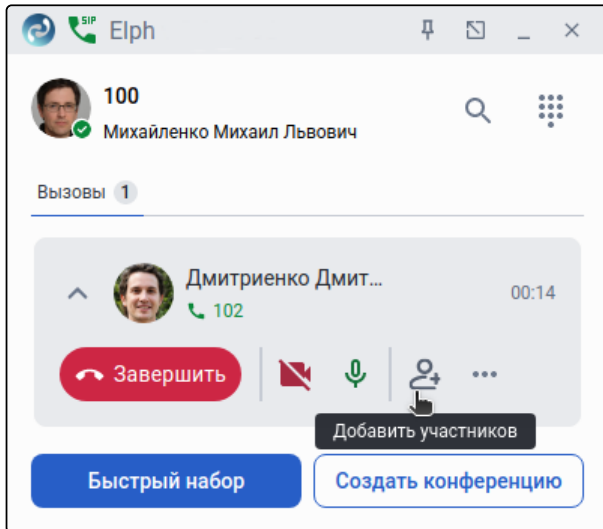 SIP Elph
100
Михайленко Михаил Львович
Вызовы 1
Дмитриенко Дмит...
102
00:14
Завершить
Добавить участников
Быстрый набор
Создать конференцию